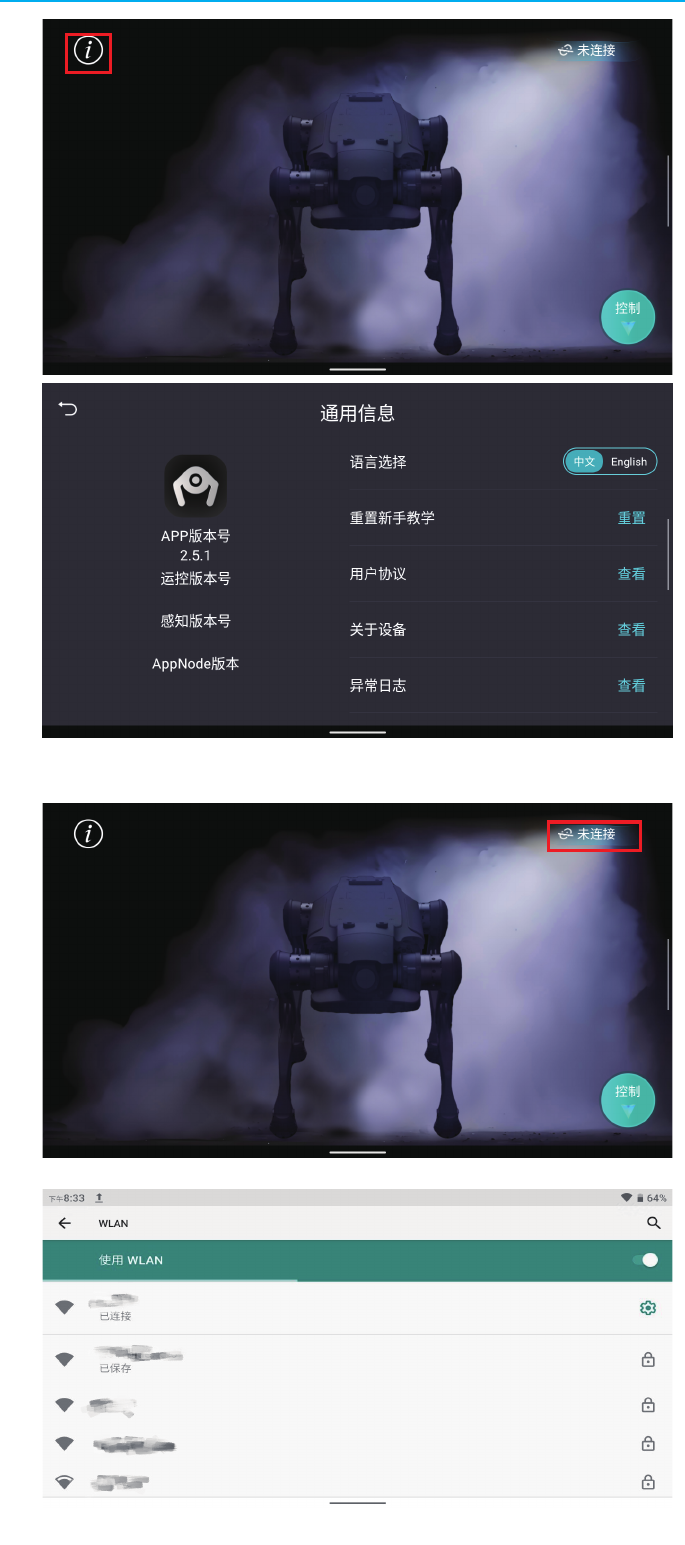 i
未连接
控制
通用信息
语言选择
中文 English
重置新手教学
重置
APP版本号
2.5.1
用户协议
查看
运控版本号
感知版本号
关于设备
查看
AppNode版本
异常日志
查看
i
未连接
控制
下午8:33
64%
WLAN
使用 WLAN
已连接
已保存